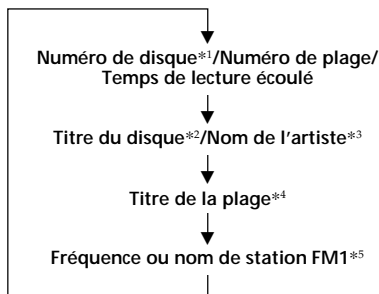 Numéro de disque*1/Numéro de plage/
Temps de lecture écoulé
Titre du disque*2/Nom de l'artiste*3
Titre de la plage*4
Fréquence ou nom de station FM1*5